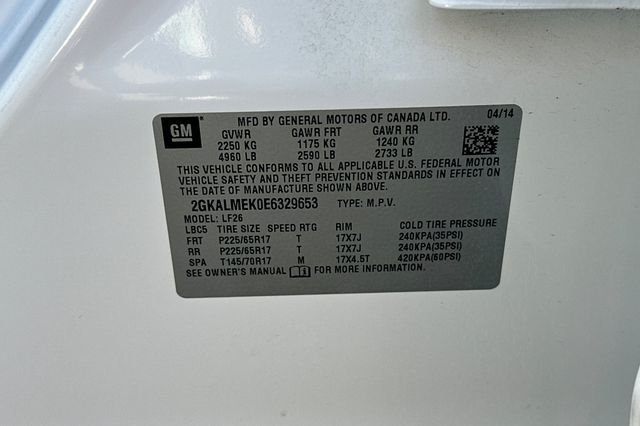 MFD BY GENERAL MOTORS OF CANADA LTD. 04/14
GM
GVWR GAWR FRT GAWR RR
2250 KG 1175 KG 1240 KG
4960 LB 2590 LB 2733 LB
THIS VEHICLE CONFORMS TO ALL APPLICABLE U.S. FEDERAL MOTOR
VEHICLE SAFETY AND THEFT PREVENTION STANDARDS IN EFFECT ON
THE DATE OF MANUFACTURE SHOWN ABOVE.
2GKALMEK0E6329653 TYPE: M.P.V.
MODEL: LF26
LBC5 TIRE SIZE SPEED RTG RIM COLD TIRE PRESSURE
FRT P225/65R17 T 17X7J 240KPA(35PSI)
RR P225/65R17 T 17X7J 240KPA(35PSI)
SPA T145/70R17 M 17X4.5T 420KPA(60PSI)
SEE OWNER'S MANUAL FOR MORE INFORMATION.